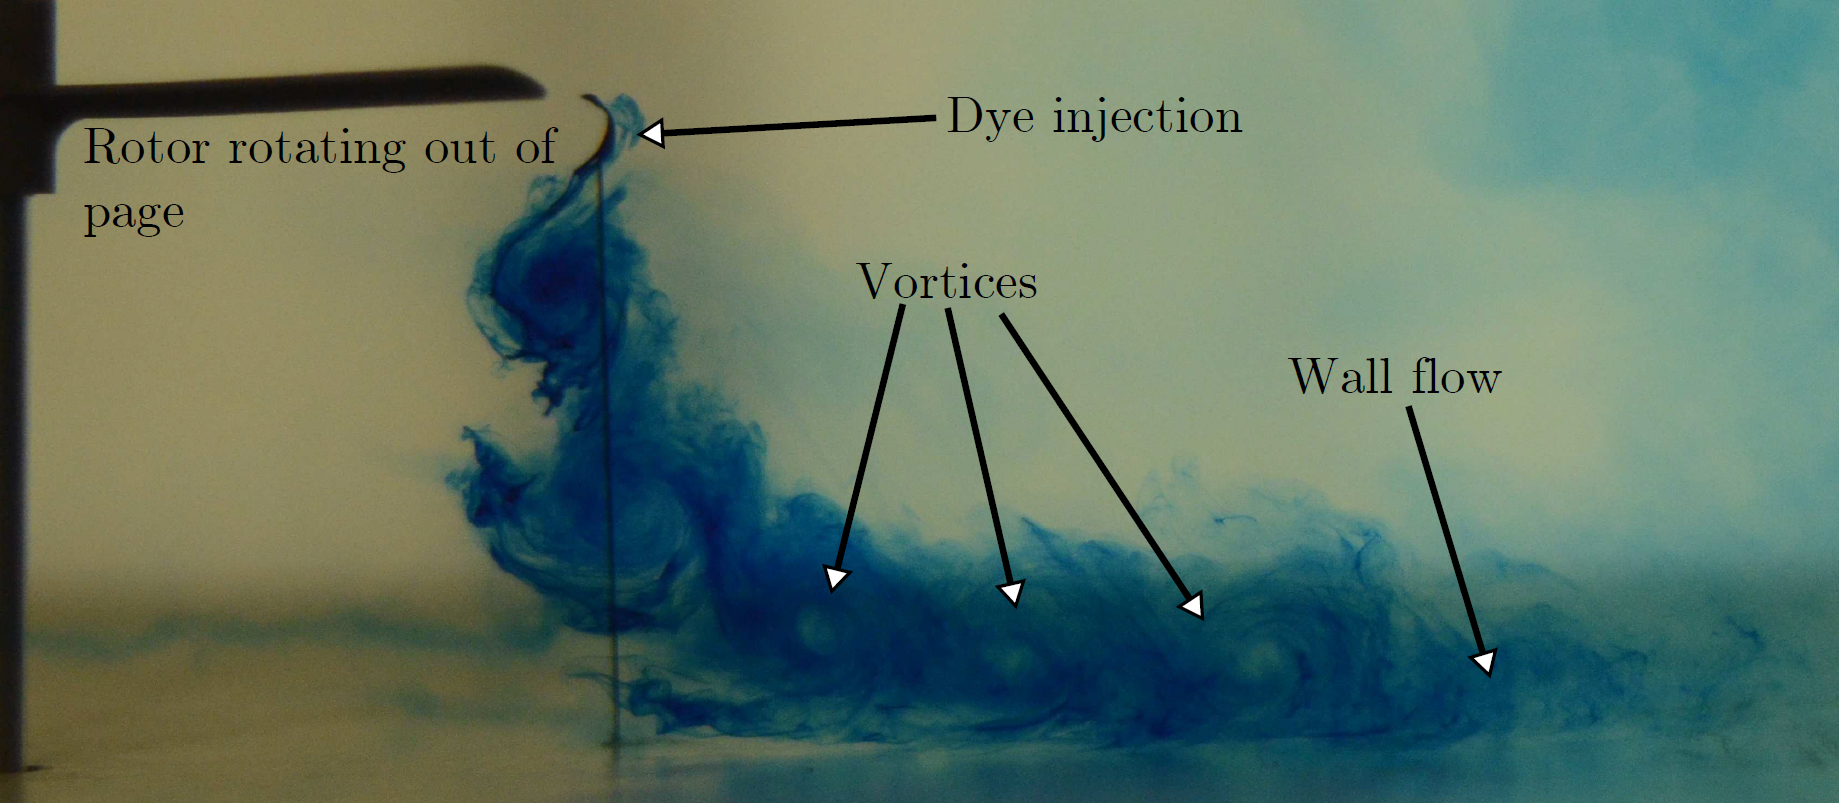 Dye injection
Rotor rotating out of
page
Vortices
Wall flow